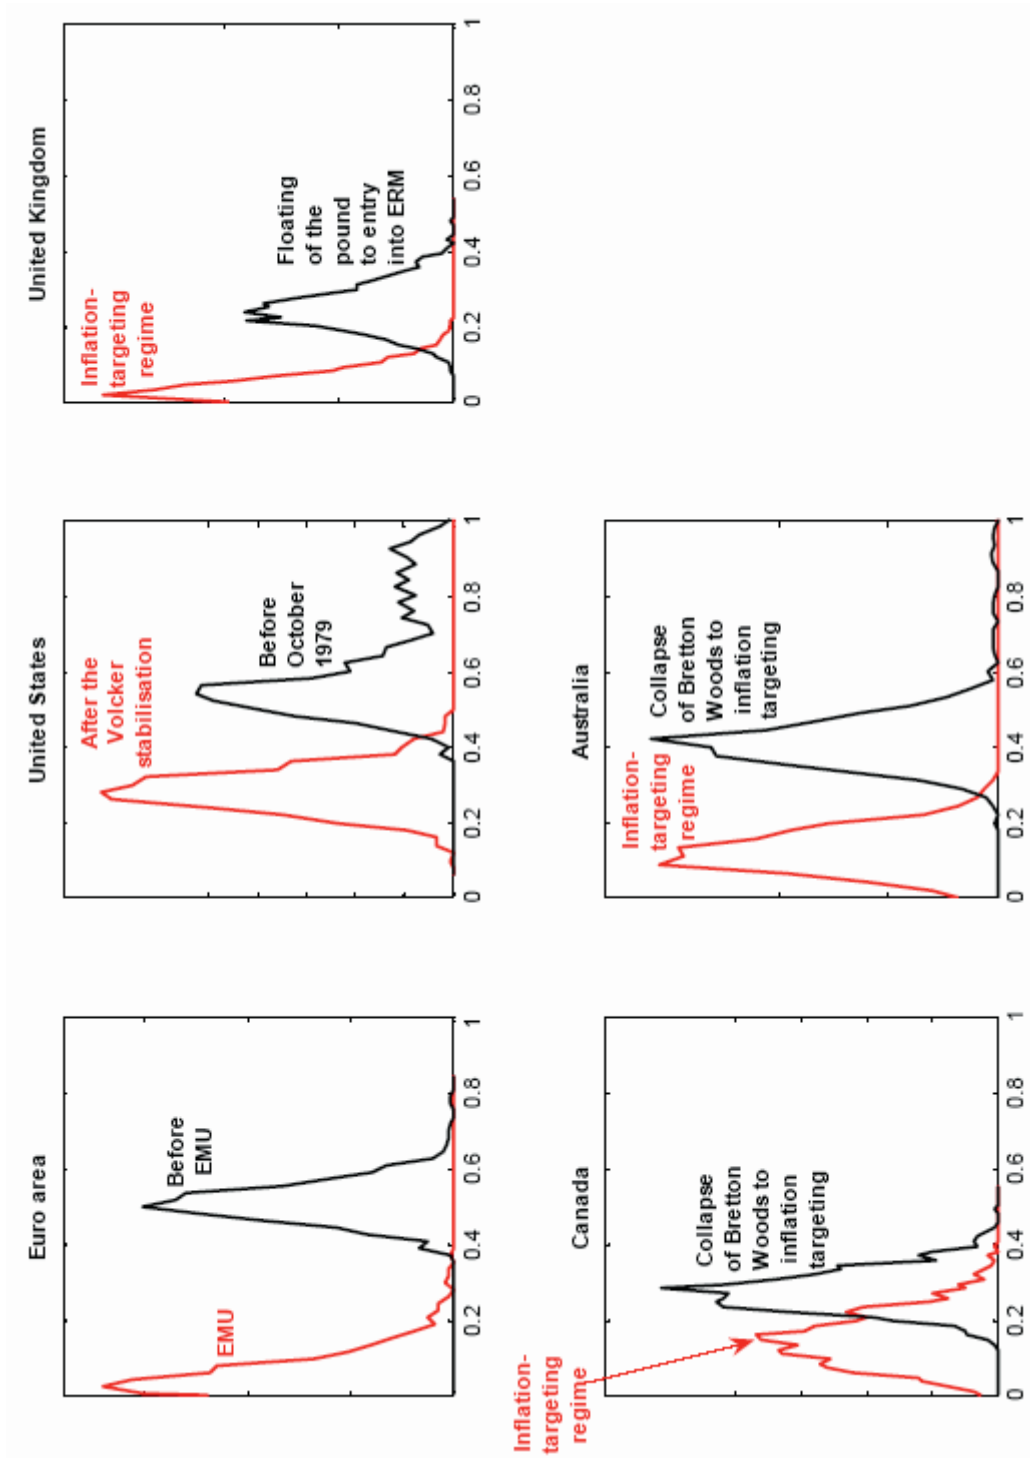 Euro area
EMU
Before
EMU
0
0.2
0.4
0.6
0.8
1
United States
After the
Volcker
stabilisation
Before
October
1979
0
0.2
0.4
0.6
0.8
1
United Kingdom
Inflation-
targeting
regime
Floating
of the
pound
to entry
into ERM
0
0.2
0.4
0.6
0.8
1
Canada
Inflation-
targeting
regime
Collapse
of Bretton
Woods to
inflation
targeting
0
0.2
0.4
0.6
0.8
1
Australia
Inflation-
targeting
regime
Collapse
of Bretton
Woods to
inflation
targeting
0
0.2
0.4
0.6
0.8
1